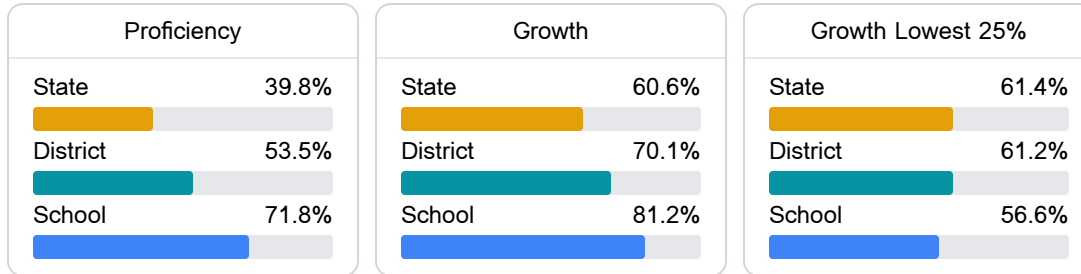 Proficiency
State 39.8%
District 53.5%
School 71.8%
Growth
State 60.6%
District 70.1%
School 81.2%
Growth Lowest 25%
State 61.4%
District 61.2%
School 56.6%